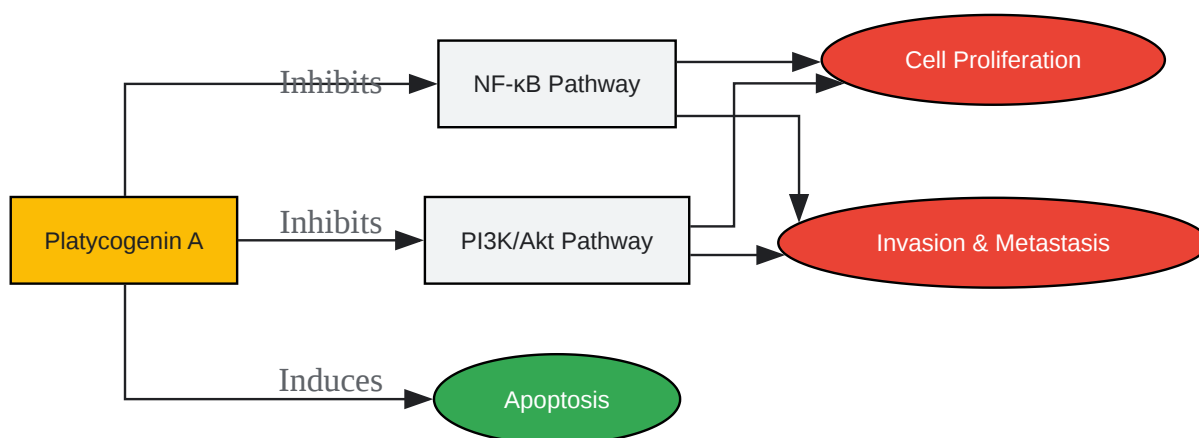 Inhibits
NF-κB Pathway
Cell Proliferation
Platycogenin A
Inhibits
PI3K/Akt Pathway
Invasion & Metastasis
Induces
Apoptosis